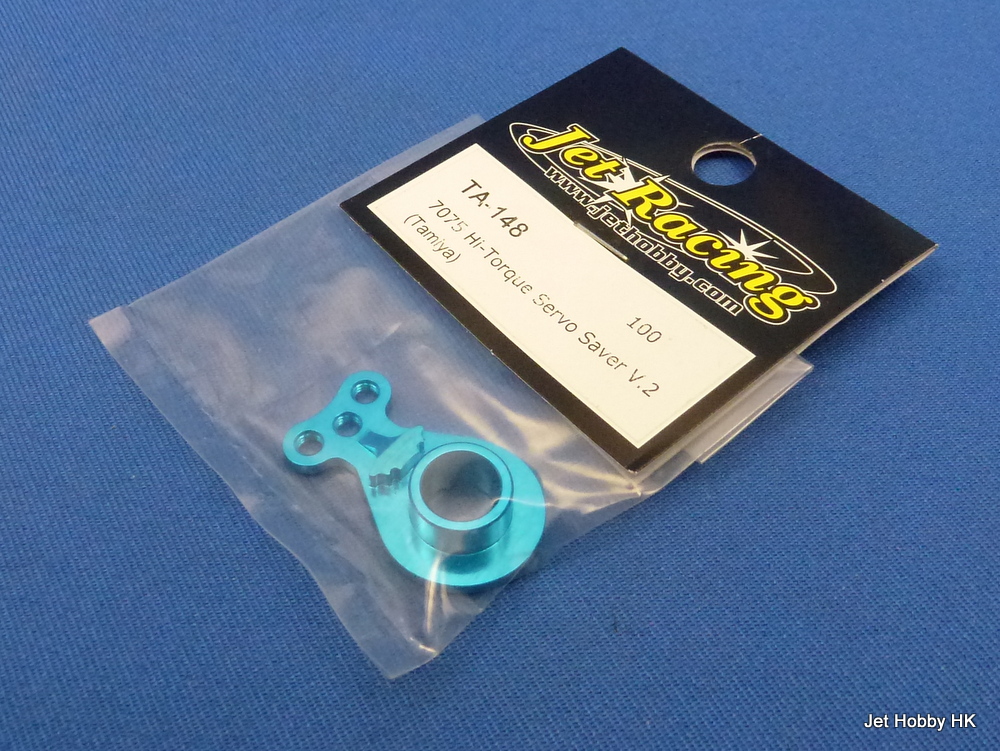 Jet Racing
www.jethobby.com
TA-148
100
7075 Hi-Torque Servo Saver V.2
(Tamiya)
Jet Hobby HK